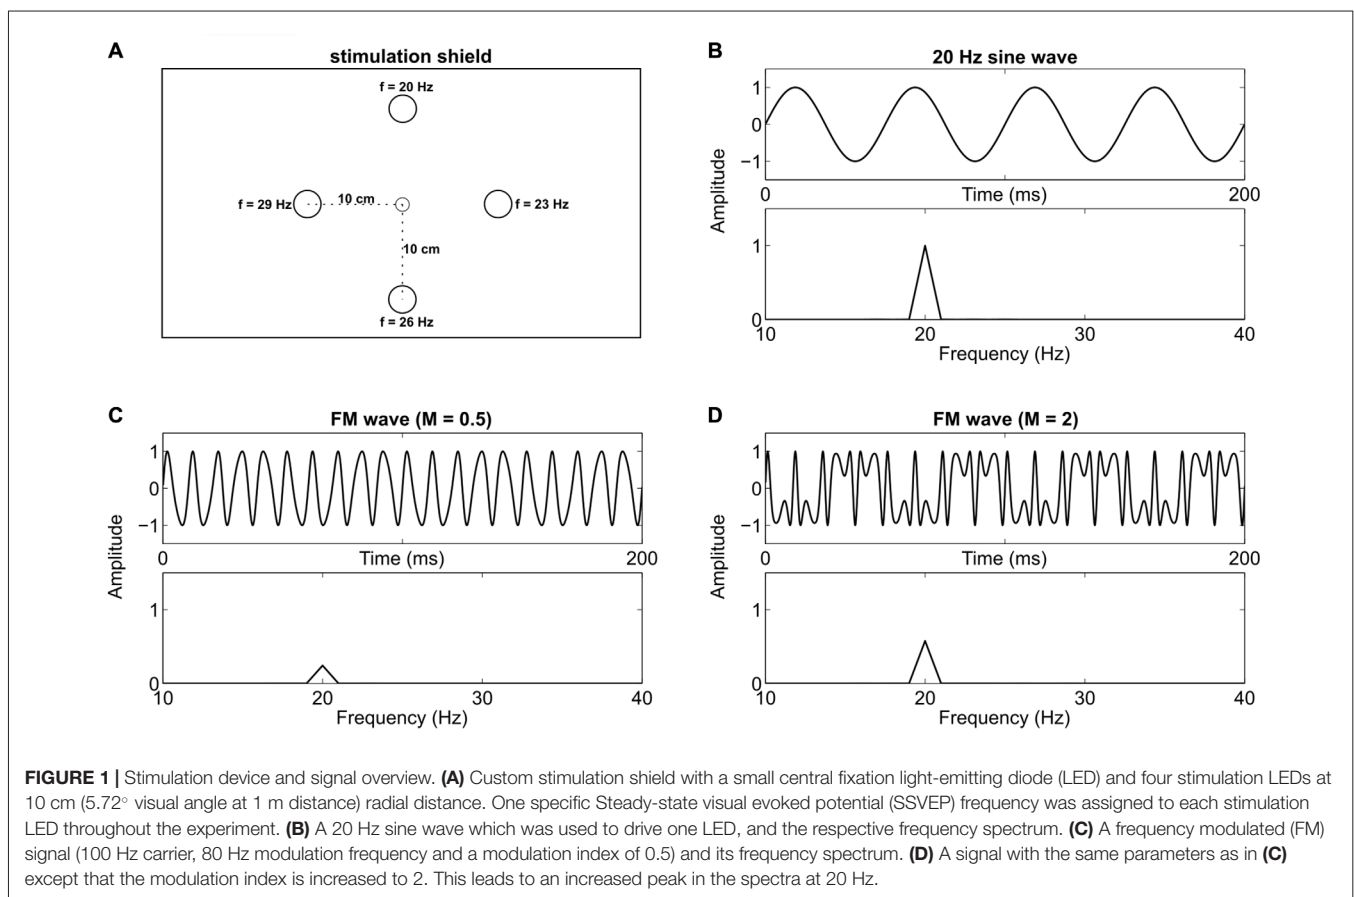 A
stimulation shield
f = 20 Hz
f = 29 Hz
10 cm
f = 23 Hz
10 cm
f = 26 Hz
B
20 Hz sine wave
Amplitude
1
0
−1
0
Time (ms)
200
1
0
10
20
30
40
Frequency (Hz)
C
FM wave (M = 0.5)
Amplitude
1
0
−1
0
Time (ms)
200
1
0
10
20
30
40
Frequency (Hz)
D
FM wave (M = 2)
Amplitude
1
0
−1
0
Time (ms)
200
1
0
10
20
30
40
Frequency (Hz)
FIGURE 1 | Stimulation device and signal overview. (A) Custom stimulation shield with a small central fixation light-emitting diode (LED) and four stimulation LEDs at
10 cm (5.72° visual angle at 1 m distance) radial distance. One specific Steady-state visual evoked potential (SSVEP) frequency was assigned to each stimulation
LED throughout the experiment. (B) A 20 Hz sine wave which was used to drive one LED, and the respective frequency spectrum. (C) A frequency modulated (FM)
signal (100 Hz carrier, 80 Hz modulation frequency and a modulation index of 0.5) and its frequency spectrum. (D) A signal with the same parameters as in (C)
except that the modulation index is increased to 2. This leads to an increased peak in the spectra at 20 Hz.